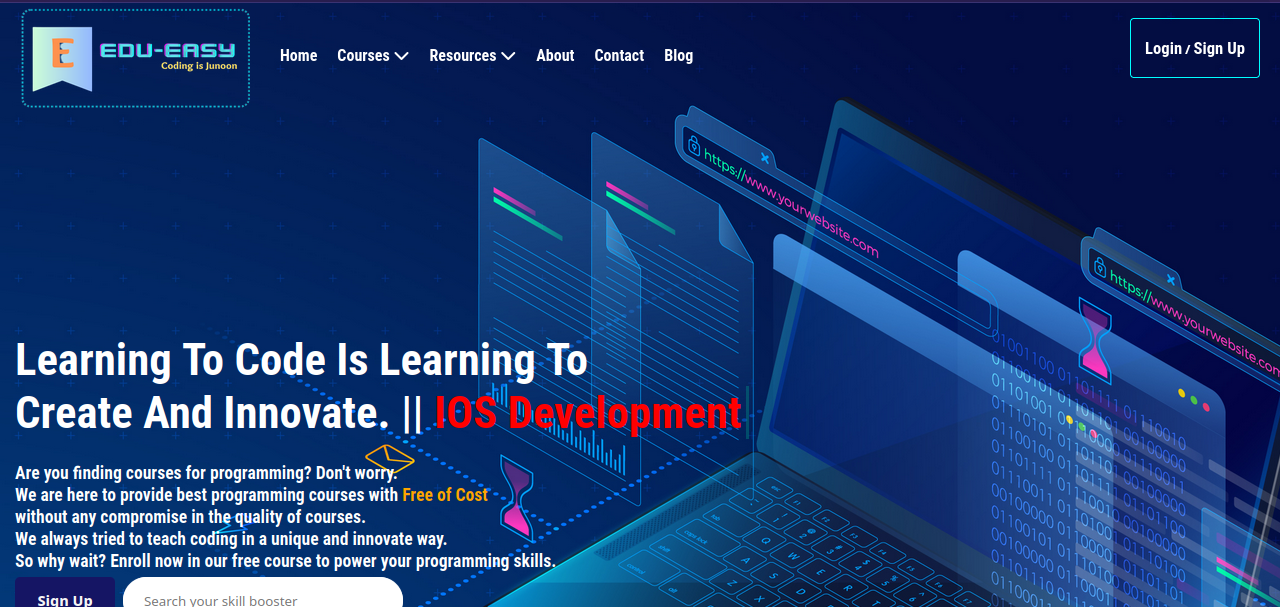 E EDU-EASY
Coding is Junoon
Home Courses Resources About Contact Blog
Login / Sign Up
https://www.yourwebsite.com
https://www.yourwebsite.com
Learning To Code Is Learning To
Create And Innovate. || IOS Development
Are you finding courses for programming? Don't worry.
We are here to provide best programming courses with Free of Cost
without any compromise in the quality of courses.
We always tried to teach coding in a unique and innovate way.
So why wait? Enroll now in our free course to power your programming skills.
Sign Up
Search your skill booster